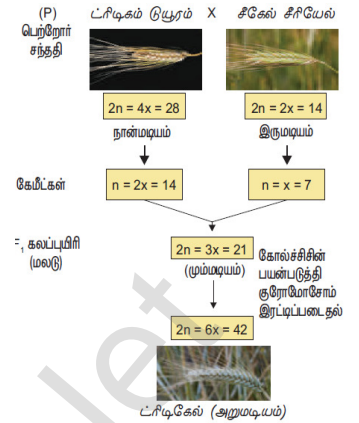 (P) ட்ரிடிகம் டுயூரம் X சீகேல் சீரியேல்
பெற்றோர்
சந்ததி
2n = 4x = 28 2n = 2x = 14
நான்மடியம் இருமடியம்
கேமீட்கள் n = 2x = 14 n = x = 7
F₁ கலப்புயிரி
(மலடு)
2n = 3x = 21
(மும்மடியம்)
கோல்ச்சிசின்
பயன்படுத்தி
குரோமோசோம்
இரட்டிப்படைதல்
2n = 6x = 42
ட்ரிடிகேல் (அறுமடியம்)